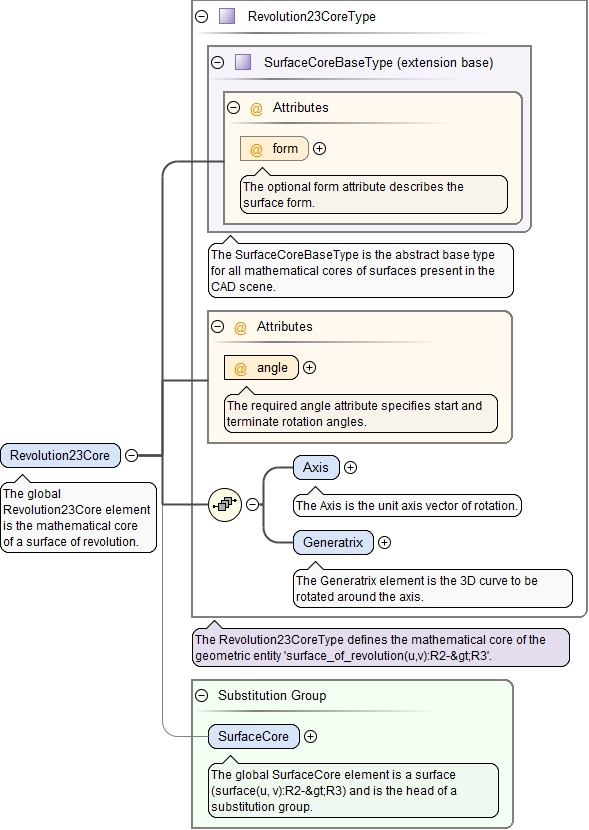 Revolution23CoreType
SurfaceCoreBaseType (extension base)
@ Attributes
@ form
The optional form attribute describes the
surface form.
The SurfaceCoreBaseType is the abstract base type
for all mathematical cores of surfaces present in the
CAD scene.
@ Attributes
@ angle
The required angle attribute specifies start and
terminate rotation angles.
Revolution23Core
The global
Revolution23Core element
is the mathematical core
of a surface of revolution.
Axis
The Axis is the unit axis vector of rotation.
Generatrix
The Generatrix element is the 3D curve to be
rotated around the axis.
The Revolution23CoreType defines the mathematical core of the
geometric entity 'surface_of_revolution(u,v):R2-&gt;R3'.
Substitution Group
SurfaceCore
The global SurfaceCore element is a surface
(surface(u, v):R2-&gt;R3) and is the head of a
substitution group.